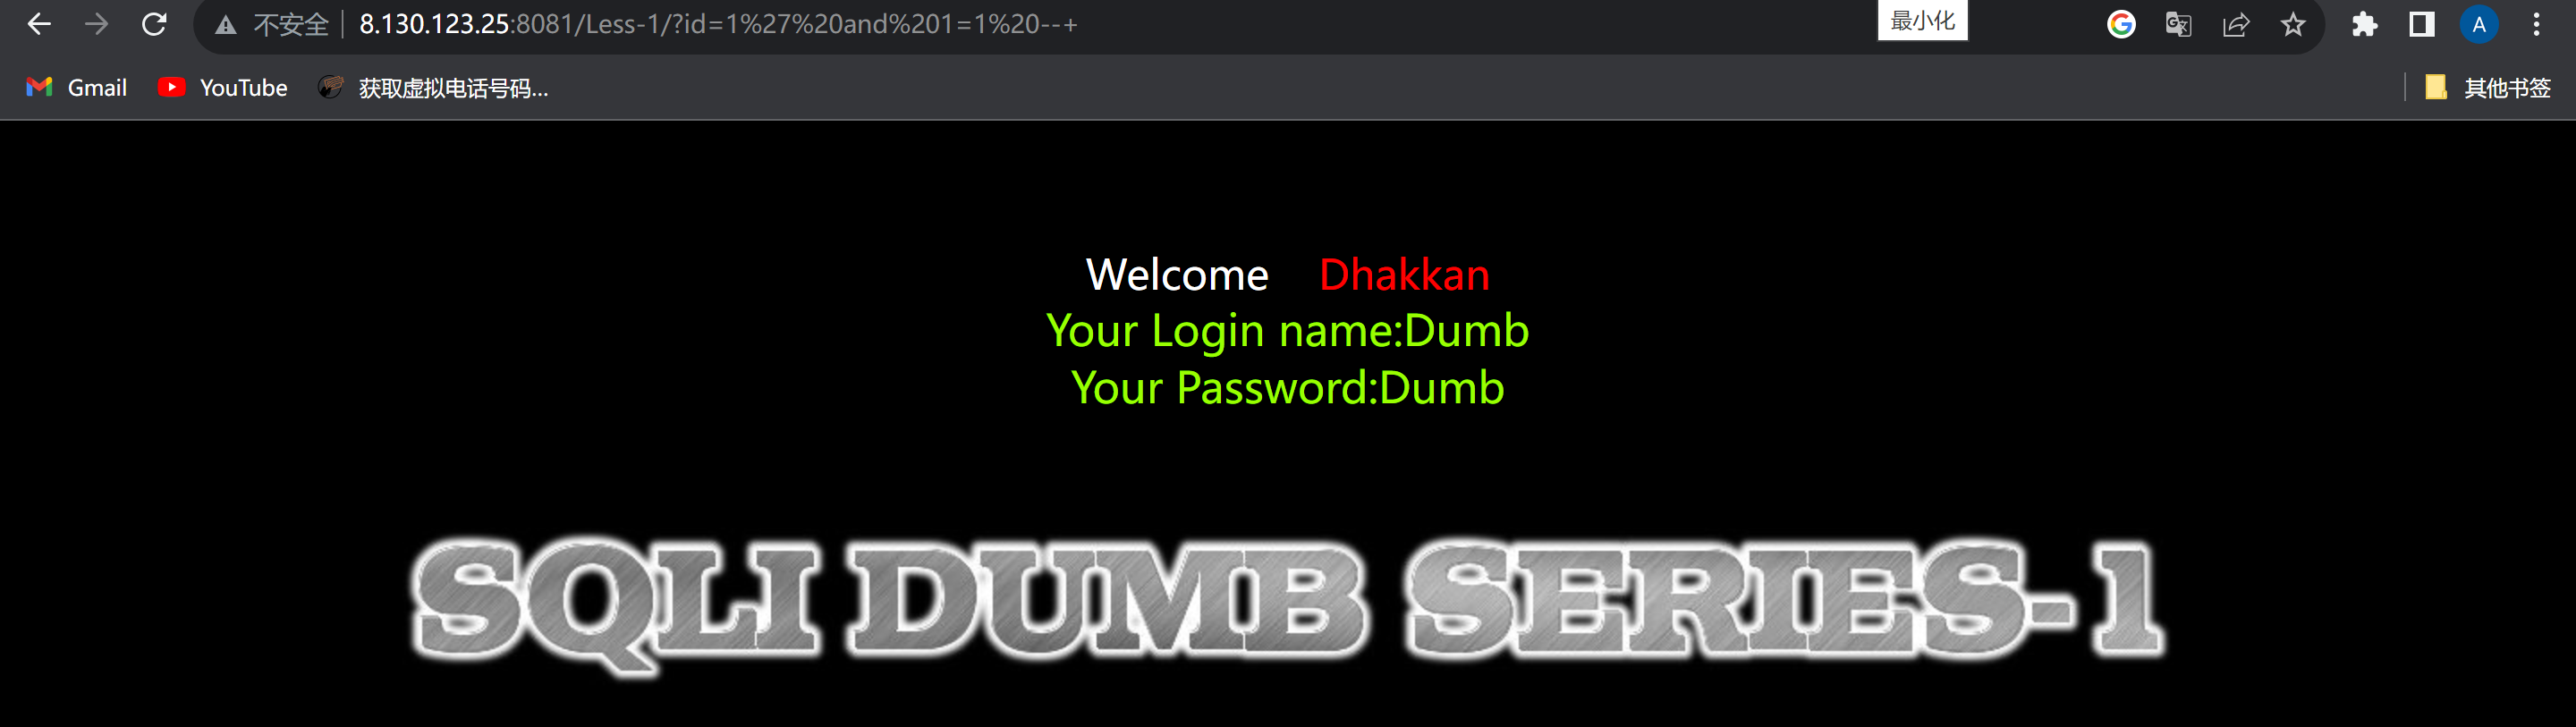 不安全 8.130.123.25:8081/Less-1/?id=1%27%20and%201=1%20--+
最小化
A
Gmail
YouTube
获取虚拟电话号码...
其他书签
Welcome Dhakkan
Your Login name:Dumb
Your Password:Dumb
SQLI DUMB SERIES-1